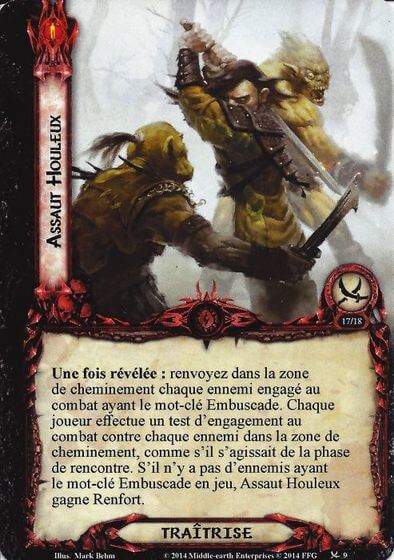 Assaut Houleux
17/18
Une fois révélée : renvoyez dans la zone
de cheminement chaque ennemi engagé au
combat ayant le mot-clé Embuscade. Chaque
joueur effectue un test d'engagement au
combat contre chaque ennemi dans la zone de
cheminement, comme s'il s'agissait de la phase
de rencontre. S'il n'y a pas d'ennemis ayant
le mot-clé Embuscade en jeu, Assaut Houleux
gagne Renfort.
TRAÎTRISE
Illus. Mark Behm © 2014 Middle-earth Enterprises © 2014 FFG 9